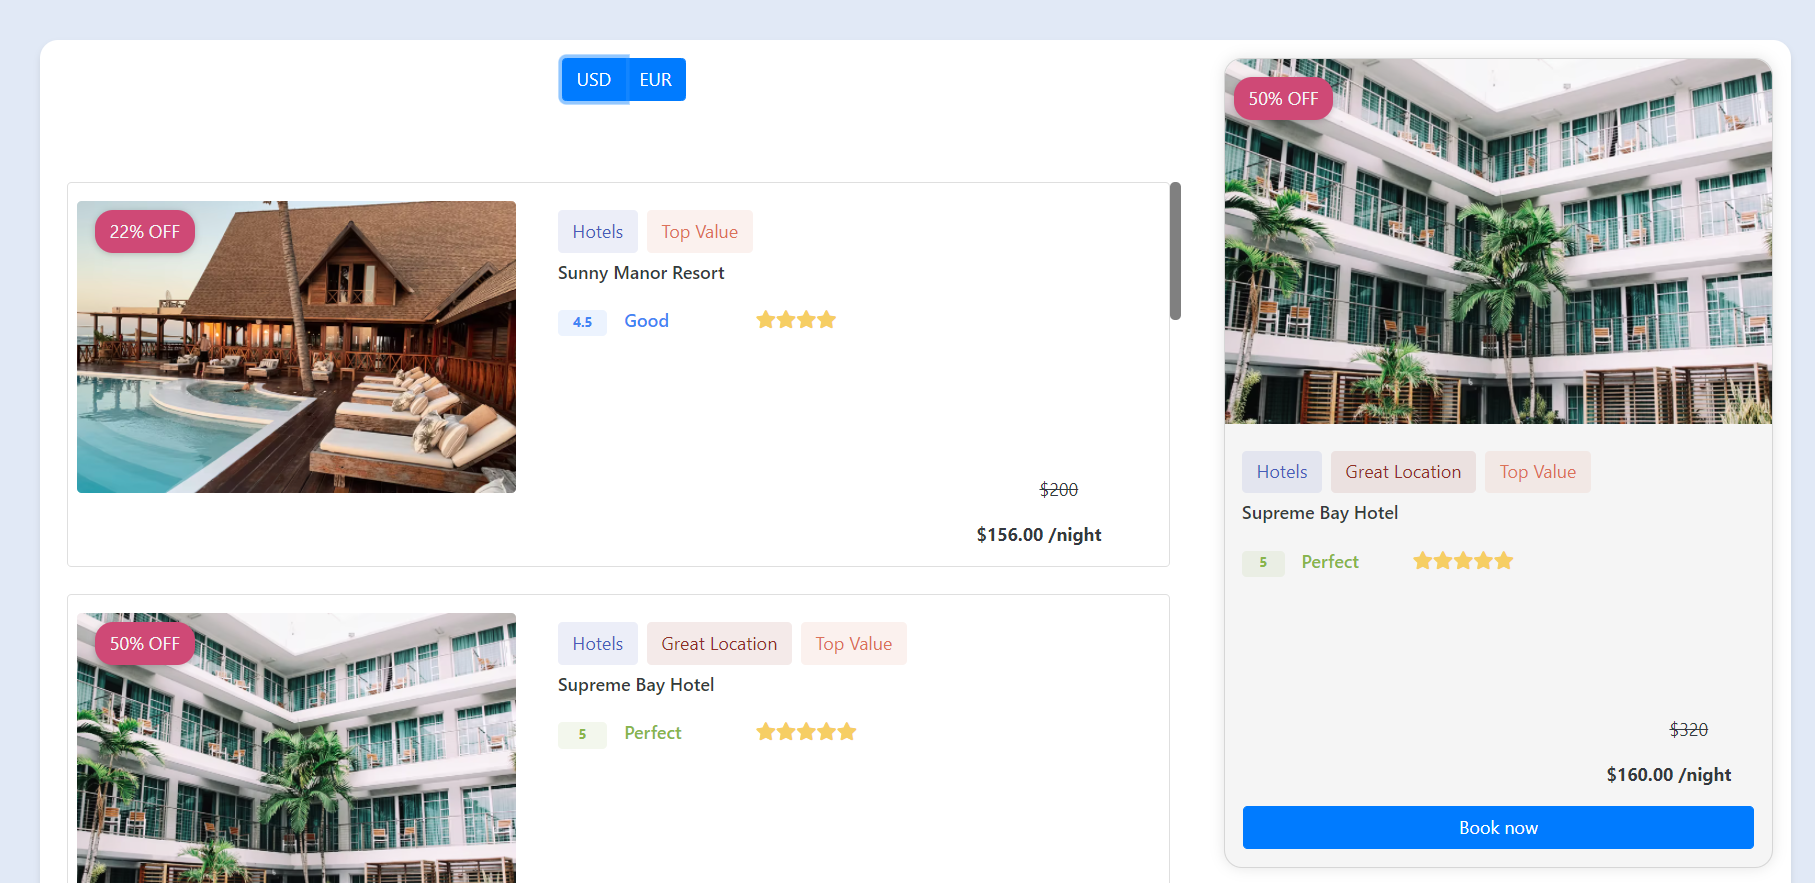 USD EUR
22% OFF
Hotels Top Value
Sunny Manor Resort
4.5 Good
$200
$156.00 /night
50% OFF
Hotels Great Location Top Value
Supreme Bay Hotel
5 Perfect
50% OFF
Hotels Great Location Top Value
Supreme Bay Hotel
5 Perfect
$320
$160.00 /night
Book now